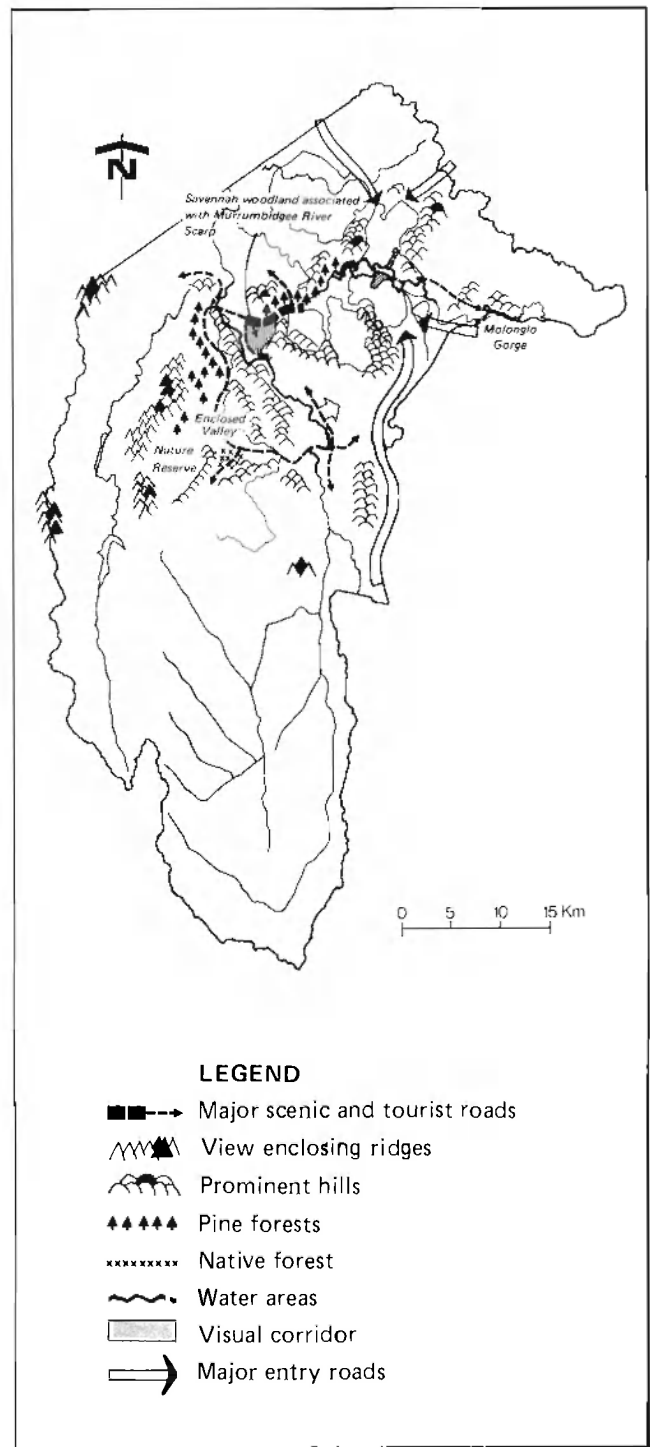 N
Savannah woodland associated
with Murrumbidgee River
Scarp
Molonglo
Gorge
Enclosed
Valley
Nature
Reserve
0 5 10 15 Km
LEGEND
Major scenic and tourist roads
View enclosing ridges
Prominent hills
Pine forests
Native forest
Water areas
Visual corridor
Major entry roads